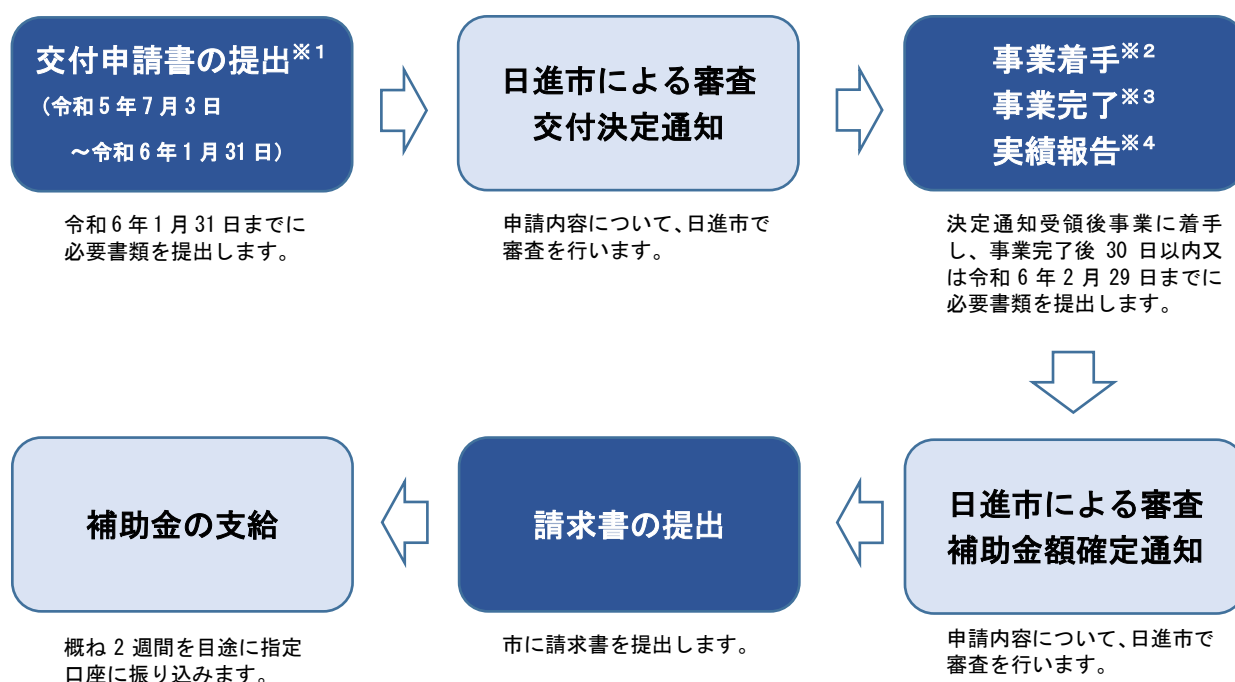 交付申請書の提出※1
(令和5年7月3日
～令和6年1月31日)
令和6年1月31日までに
必要書類を提出します。
日進市による審査
交付決定通知
申請内容について、日進市で
審査を行います。
事業着手※2
事業完了※3
実績報告※4
決定通知受領後事業に着手
し、事業完了後 30 日以内又
は令和 6 年 2 月 29 日までに
必要書類を提出します。
日進市による審査
補助金額確定通知
申請内容について、日進市で
審査を行います。
請求書の提出
市に請求書を提出します。
補助金の支給
概ね 2 週間を目途に指定
口座に振り込みます。